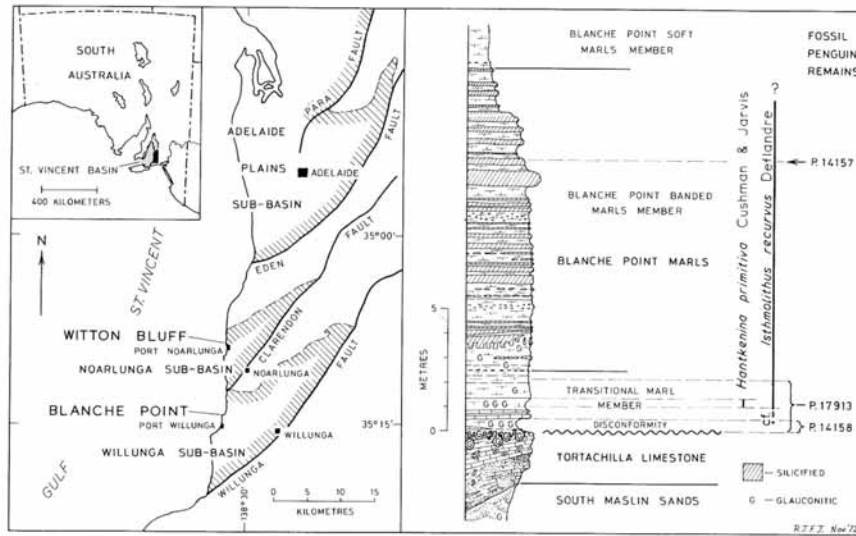 SOUTH
AUSTRALIA
ST. VINCENT BASIN
400 KILOMETERS
N
GULF
ST. VINCENT
ADELAIDE
PLAINS
SUB-BASIN
ADELAIDE
PARA
FAULT
FAULT
EDEN
35° 00'
FAULT
CLARENDON
WITTON BLUFF
PORT NOARLUNGA
NOARLUNGA SUB-BASIN
NOARLUNGA
FAULT
BLANCHE POINT
PORT WILLUNGA
35° 15'
WILLUNGA
WILLUNGA SUB-BASIN
WILLUNGA
138° 30'
0 5 10 15
KILOMETRES
BLANCHE POINT SOFT
MARLS MEMBER
FOSSIL
PENGUIN
REMAINS
?
P.14157
BLANCHE POINT BANDED
MARLS MEMBER
BLANCHE POINT MARLS
Hantkenina primitiva Cushman & Jarvis
Isthmolithus recurvus Deflandre
5
METRES
0
G
G
G
G
TRANSITIONAL MARL
MEMBER
G
G G G
P.17913
cf.
DISCONFORMITY
G G G
P.14158
TORTACHILLA LIMESTONE
SOUTH MASLIN SANDS
- SILICIFIED
G - GLAUCONITIC
R.J.F.J. Nov'72